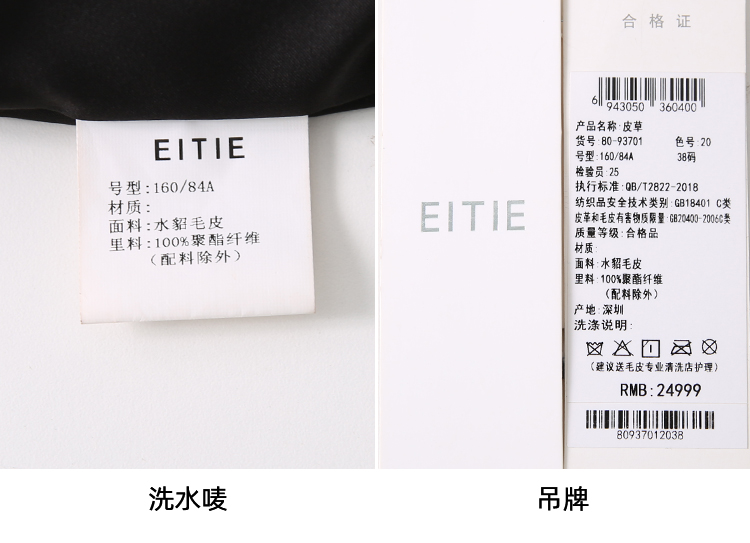 EITIE
号型:160/84A
材质:
面料:水貂毛皮
里料:100%聚酯纤维
(配料除外)
洗水唛
EITIE
合格证
6 943050 360400
产品名称:皮草
货号:80-93701 色号:20
号型:160/84A 38码
检验员:25
执行标准:QB/T2822-2018
纺织品安全技术类别:GB18401 C类
皮革和毛皮有害物质限量:GB20400-2006C类
质量等级:合格品
材质:
面料:水貂毛皮
里料:100%聚酯纤维
(配料除外)
产地:深圳
洗涤说明:
(建议送毛皮专业清洗店护理)
RMB:24999
80937012038
吊牌